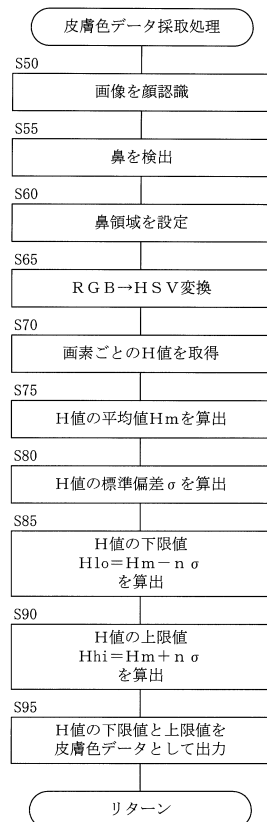 皮膚色データ採取処理
S50
画像を顔認識
S55
鼻を検出
S60
鼻領域を設定
S65
ＲＧＢ→ＨＳＶ変換
S70
画素ごとのＨ値を取得
S75
Ｈ値の平均値Ｈｍを算出
S80
Ｈ値の標準偏差σを算出
S85
Ｈ値の下限値
Ｈｌｏ＝Ｈｍ－ｎσ
を算出
S90
Ｈ値の上限値
Ｈｈｉ＝Ｈｍ＋ｎσ
を算出
S95
Ｈ値の下限値と上限値を
皮膚色データとして出力
リターン